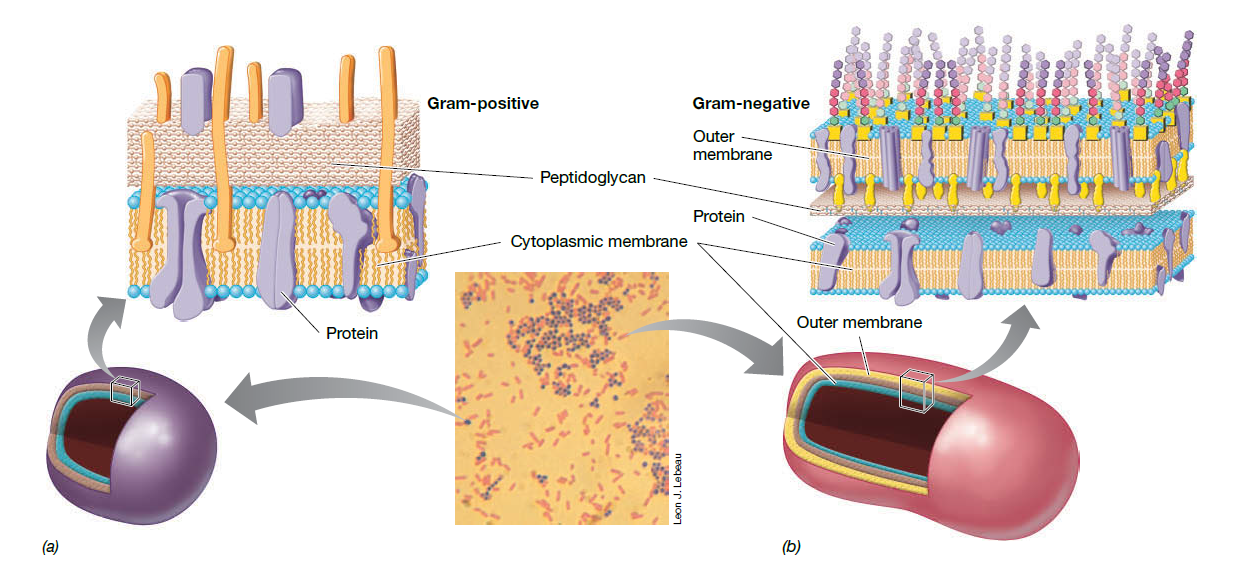 Gram-positive
Gram-negative
Outer
membrane
Peptidoglycan
Protein
Cytoplasmic membrane
Protein
Outer membrane
Leon J. Lebeau
(a)
(b)